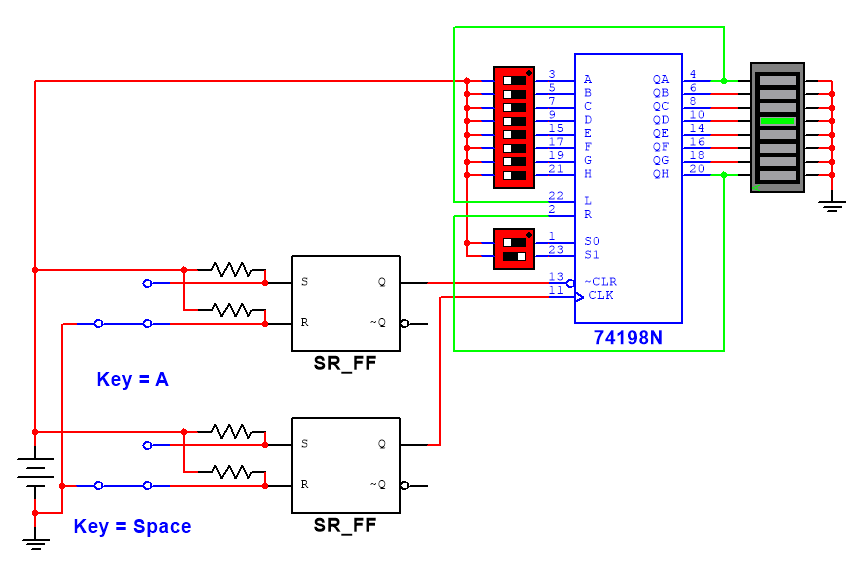 3 A QA 4
5 B QB 6
7 C QC 8
9 D QD 10
15 E QE 14
17 F QF 16
19 G QG 18
21 H QH 20
22 L
2 R
1 S0
23 S1
13 ~CLR
11 CLK
74198N
S Q
R ~Q
SR_FF
Key = A
S Q
R ~Q
SR_FF
Key = Space